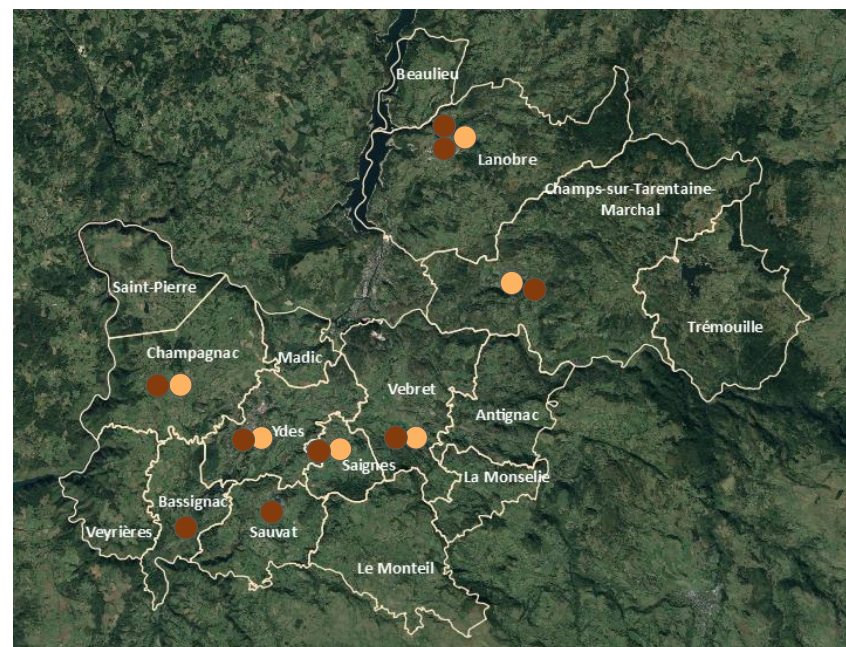 Beaulieu
Lanobre
Champs-sur-Tarentaine-
Marchal
Saint-Pierre
Trémouille
Champagnac
Madic
Vebret
Antignac
Ydes
Saignes
La Monselie
Bassignac
Veyrières
Sauvat
Le Monteil